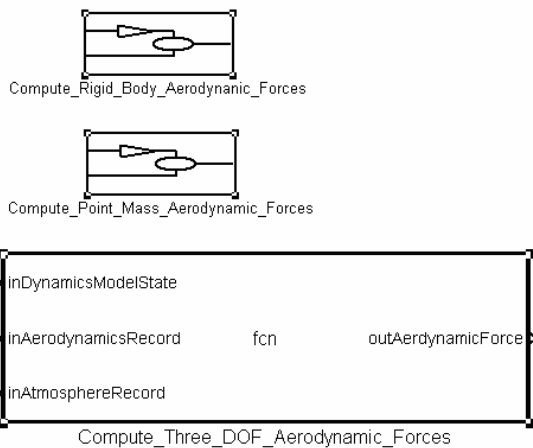 Compute_Rigid_Body_Aerodynanic_Forces
Compute_Point_Mass_Aerodynamic_Forces
inDynamicsModelState
inAerodynamicsRecord fcn outAerdynamicForce
inAtmosphereRecord
Compute_Three_DOF_Aerodynamic_Forces